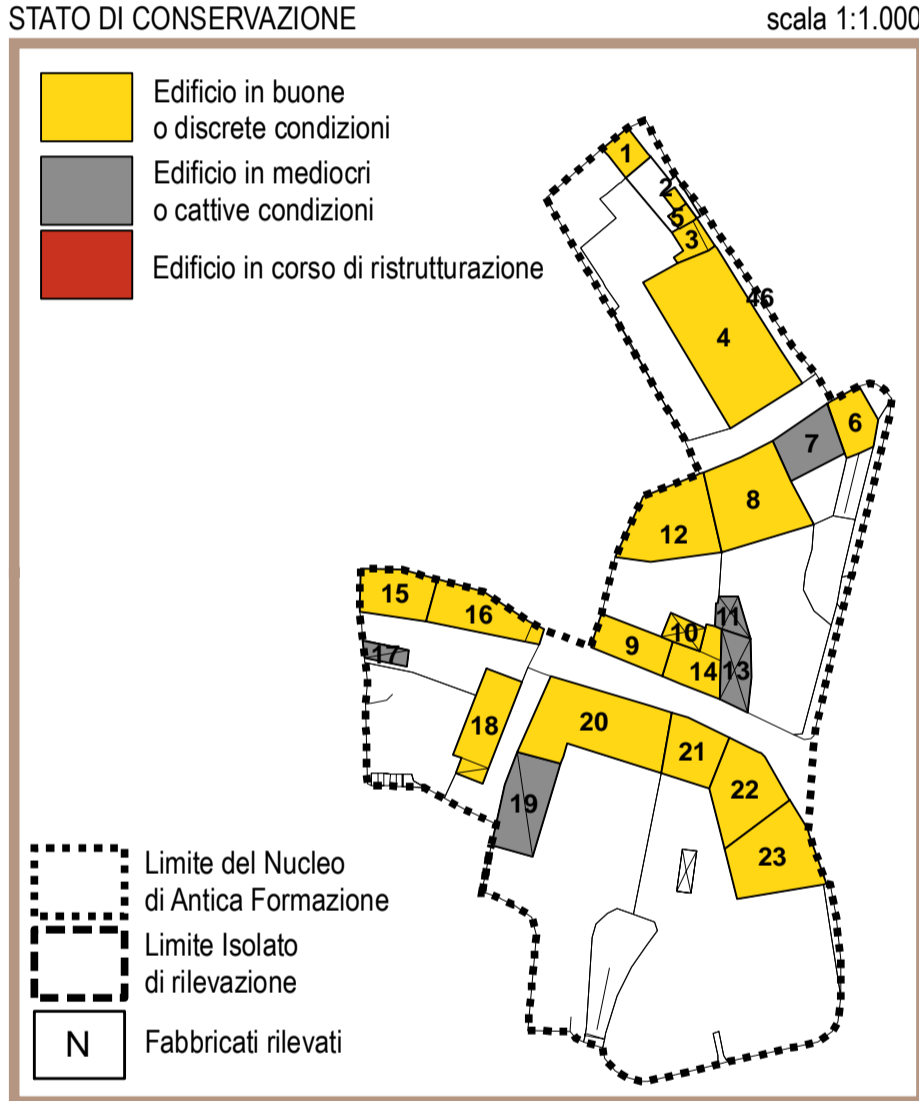 STATO DI CONSERVAZIONE scala 1:1.000
Edificio in buone
o discrete condizioni
Edificio in mediocri
o cattive condizioni
Edificio in corso di ristrutturazione
1
2
5
3
46
4
6
7
8
12
15
16
11
10
9
14
13
17
18
20
21
19
22
23
Limite del Nucleo
di Antica Formazione
Limite Isolato
di rilevazione
N Fabbricati rilevati